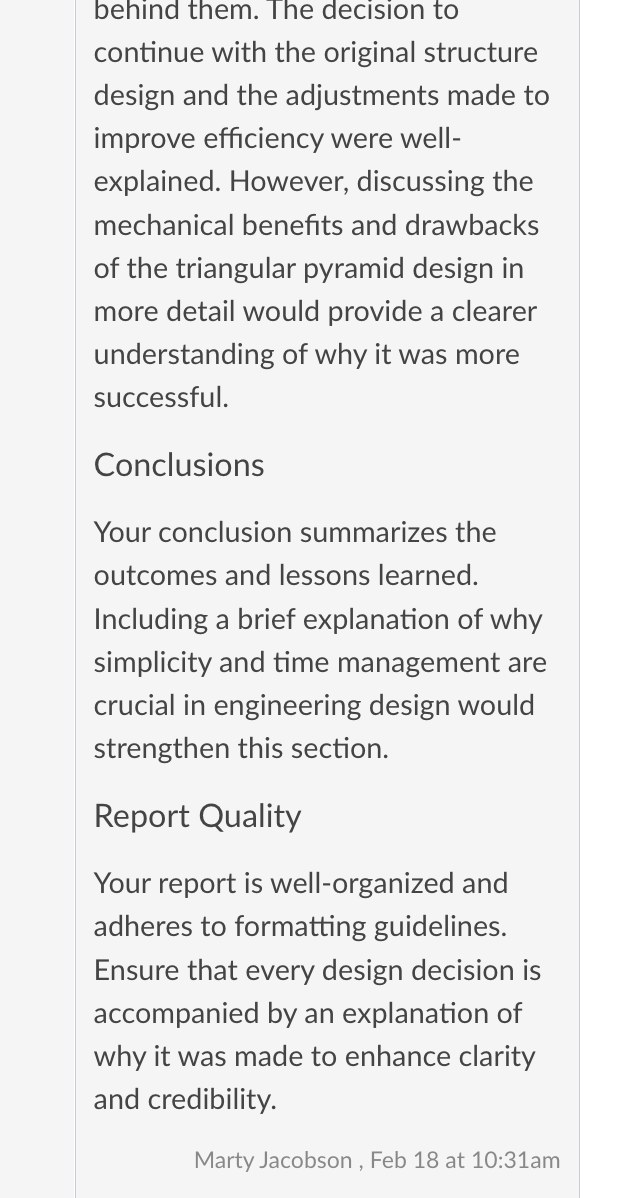 behind them. The decision to
continue with the original structure
design and the adjustments made to
improve efficiency were well-
explained. However, discussing the
mechanical benefits and drawbacks
of the triangular pyramid design in
more detail would provide a clearer
understanding of why it was more
successful.
Conclusions
Your conclusion summarizes the
outcomes and lessons learned.
Including a brief explanation of why
simplicity and time management are
crucial in engineering design would
strengthen this section.
Report Quality
Your report is well-organized and
adheres to formatting guidelines.
Ensure that every design decision is
accompanied by an explanation of
why it was made to enhance clarity
and credibility.
Marty Jacobson , Feb 18 at 10:31am